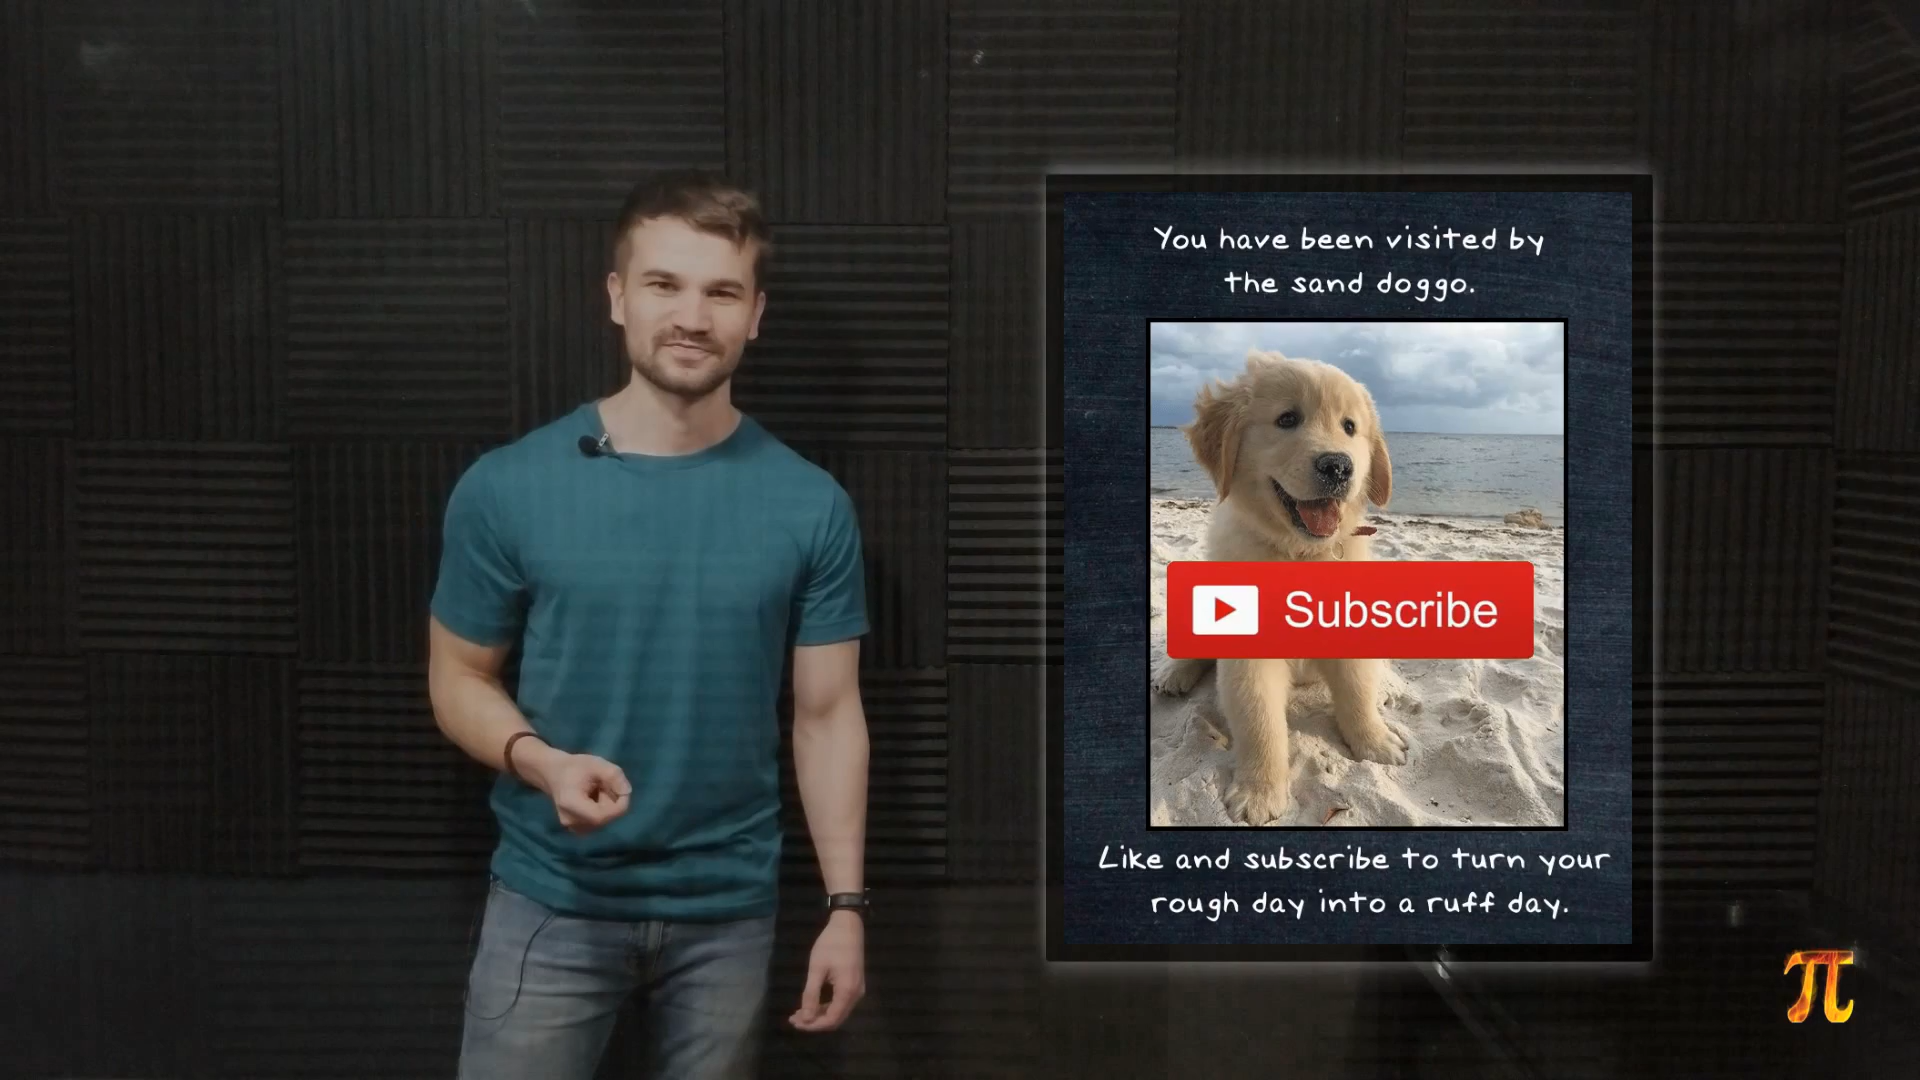 You have been visited by
the sand doggo.
Subscribe
Like and subscribe to turn your
rough day into a ruff day.
π